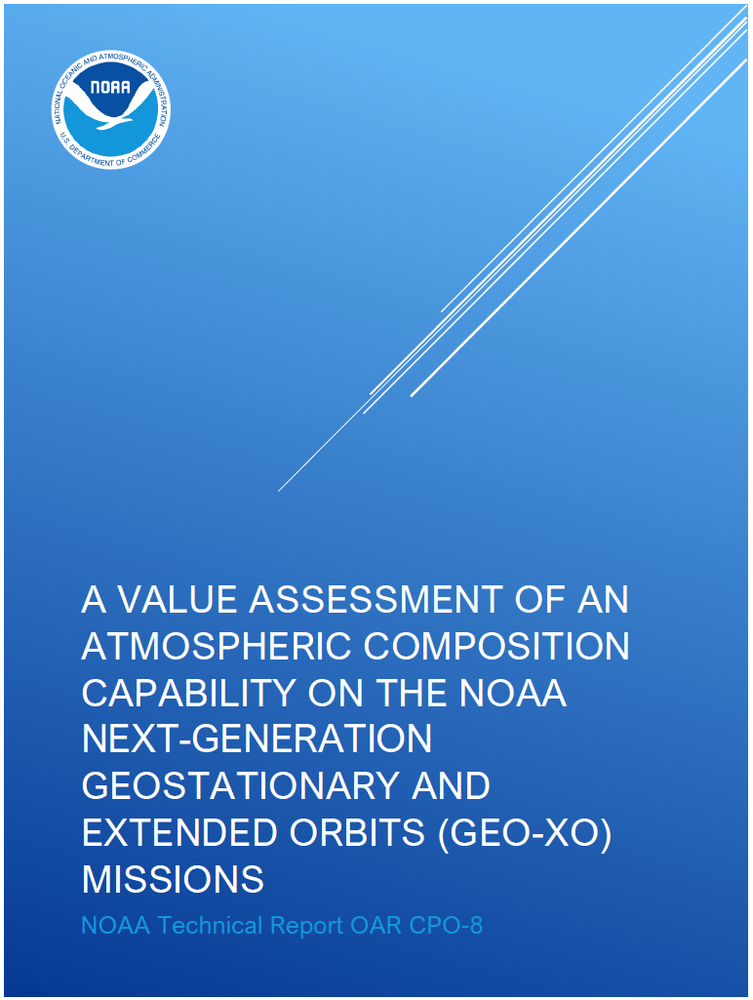 NATIONAL OCEANIC AND ATMOSPHERIC ADMINISTRATION
NOAA
U.S. DEPARTMENT OF COMMERCE
A VALUE ASSESSMENT OF AN
ATMOSPHERIC COMPOSITION
CAPABILITY ON THE NOAA
NEXT-GENERATION
GEOSTATIONARY AND
EXTENDED ORBITS (GEO-XO)
MISSIONS
NOAA Technical Report OAR CPO-8